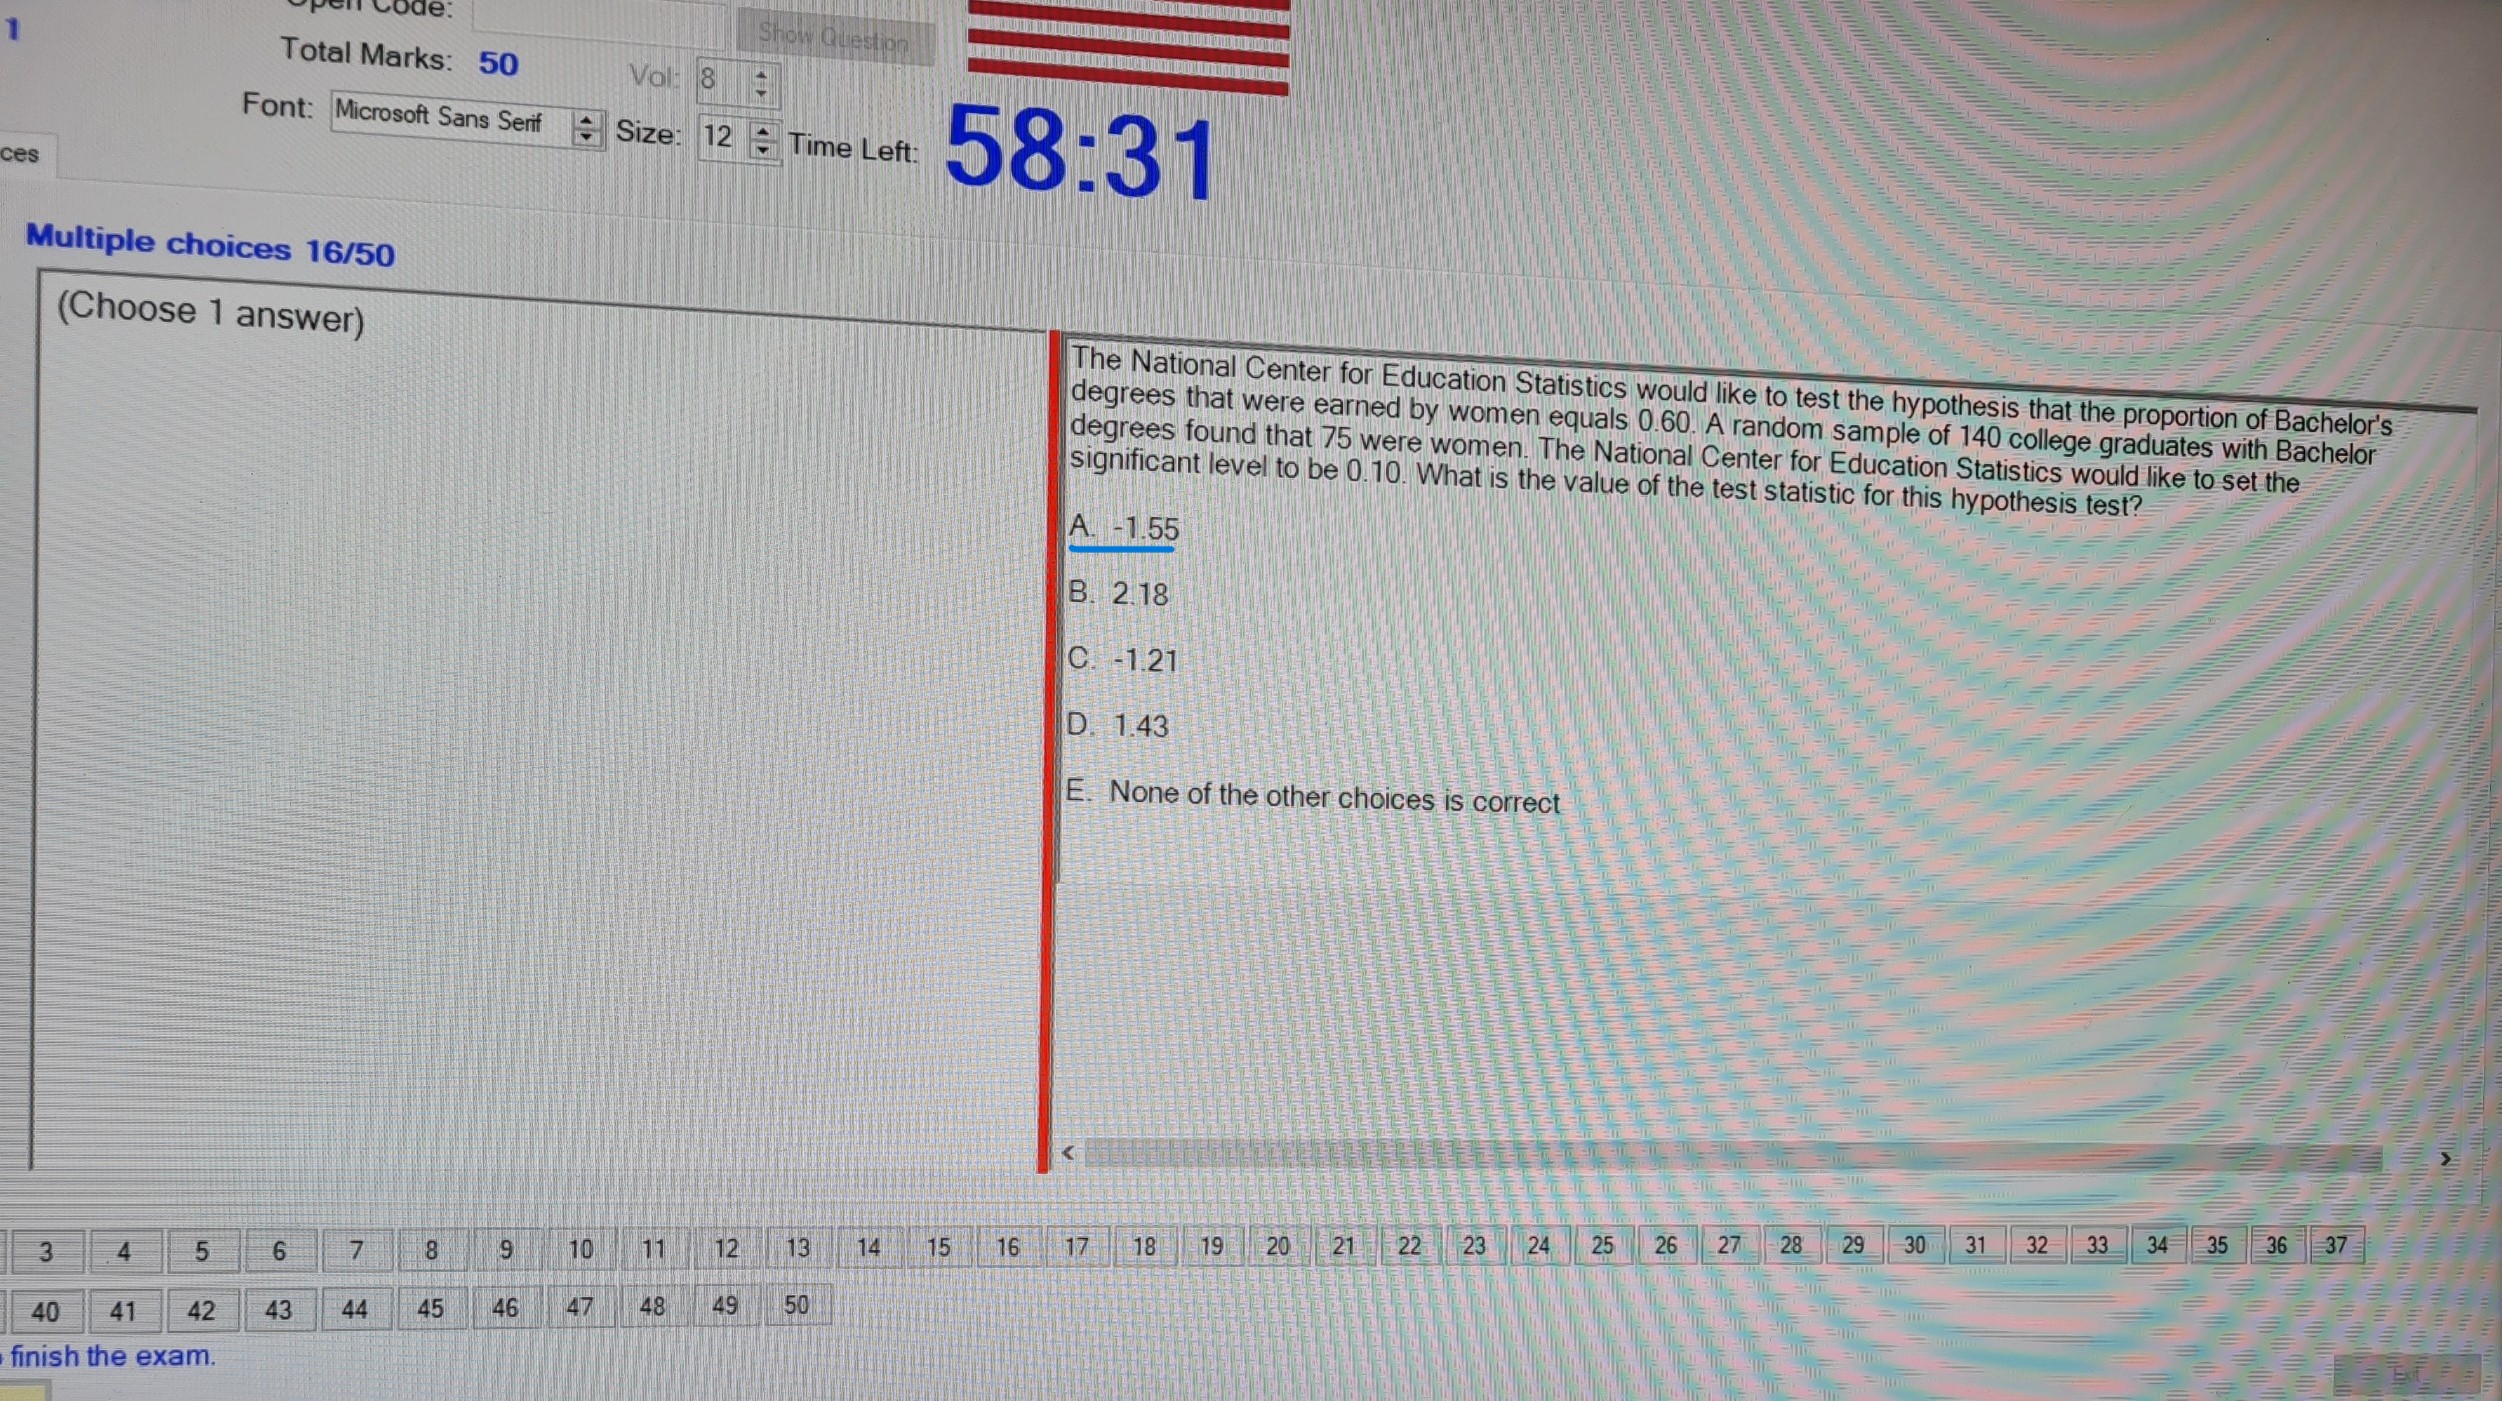 1
Open Code:
Show Question
Total Marks: 50
Vol: 8
Font: Microsoft Sans Serif
Size: 12
Time Left: 58:31
ces
Multiple choices 16/50
(Choose 1 answer)
The National Center for Education Statistics would like to test the hypothesis that the proportion of Bachelor's
degrees that were earned by women equals 0.60. A random sample of 140 college graduates with Bachelor
degrees found that 75 were women. The National Center for Education Statistics would like to set the
significant level to be 0.10. What is the value of the test statistic for this hypothesis test?
A. -1.55
B. 2.18
C. -1.21
D. 1.43
E. None of the other choices is correct
3 4 5 6 7 8 9 10 11 12 13 14 15 16 17 18 19 20 21 22 23 24 25 26 27 28 29 30 31 32 33 34 35 36 37
40 41 42 43 44 45 46 47 48 49 50
finish the exam.
Exit